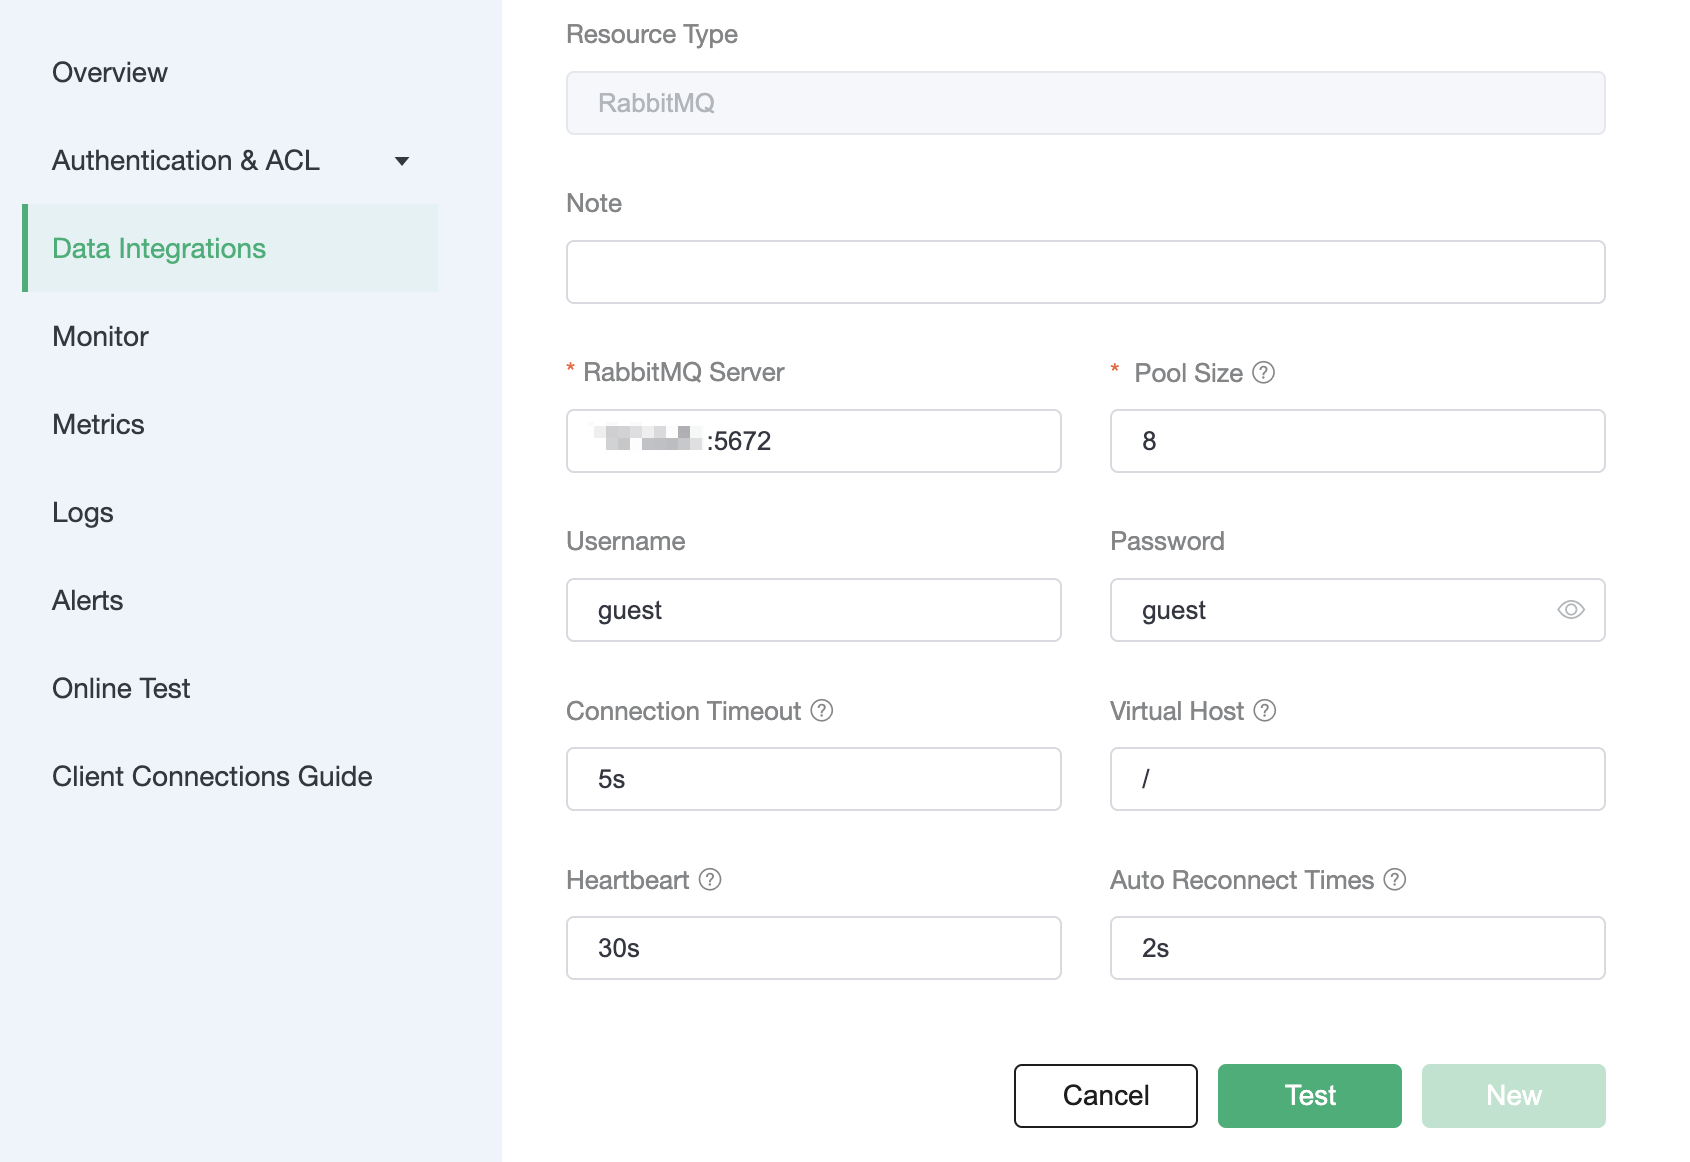 Overview
Authentication & ACL
Data Integrations
Monitor
Metrics
Logs
Alerts
Online Test
Client Connections Guide
Resource Type
RabbitMQ
Note
* RabbitMQ Server
* Pool Size
:5672
8
Username
Password
guest
guest
Connection Timeout
Virtual Host
5s
/
Heartbeart
Auto Reconnect Times
30s
2s
Cancel
Test
New